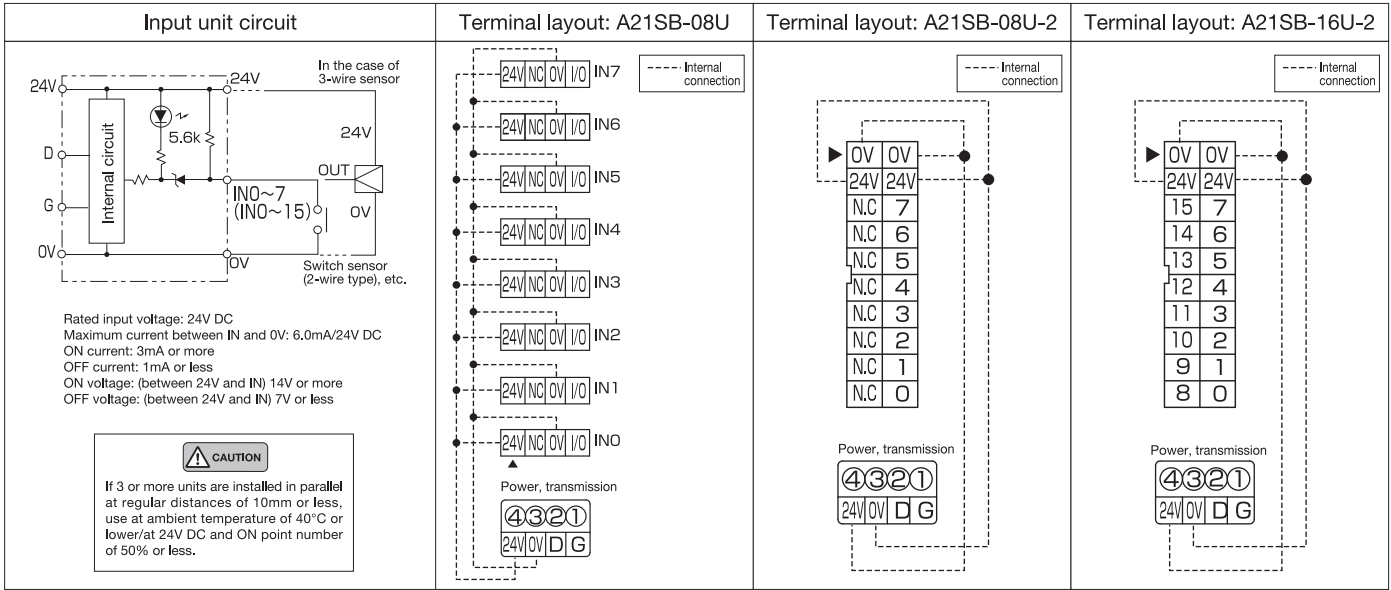 Input unit circuit
24V
24V
In the case of
3-wire sensor
5.6k
24V
D
Internal circuit
OUT
G
IN0~7
(IN0~15)
0V
0V
0V
Switch sensor
(2-wire type), etc.
Rated input voltage: 24V DC
Maximum current between IN and 0V: 6.0mA/24V DC
ON current: 3mA or more
OFF current: 1mA or less
ON voltage: (between 24V and IN) 14V or more
OFF voltage: (between 24V and IN) 7V or less
CAUTION
If 3 or more units are installed in parallel
at regular distances of 10mm or less,
use at ambient temperature of 40°C or
lower/at 24V DC and ON point number
of 50% or less.
Terminal layout: A21SB-08U
Internal
connection
24V NC 0V I/O IN7
24V NC 0V I/O IN6
24V NC 0V I/O IN5
24V NC 0V I/O IN4
24V NC 0V I/O IN3
24V NC 0V I/O IN2
24V NC 0V I/O IN1
24V NC 0V I/O IN0
Power, transmission
④③②①
24V 0V D G
Terminal layout: A21SB-08U-2
Internal
connection
0V 0V
24V 24V
N.C 7
N.C 6
N.C 5
N.C 4
N.C 3
N.C 2
N.C 1
N.C 0
Power, transmission
④③②①
24V 0V D G
Terminal layout: A21SB-16U-2
Internal
connection
0V 0V
24V 24V
15 7
14 6
13 5
12 4
11 3
10 2
9 1
8 0
Power, transmission
④③②①
24V 0V D G